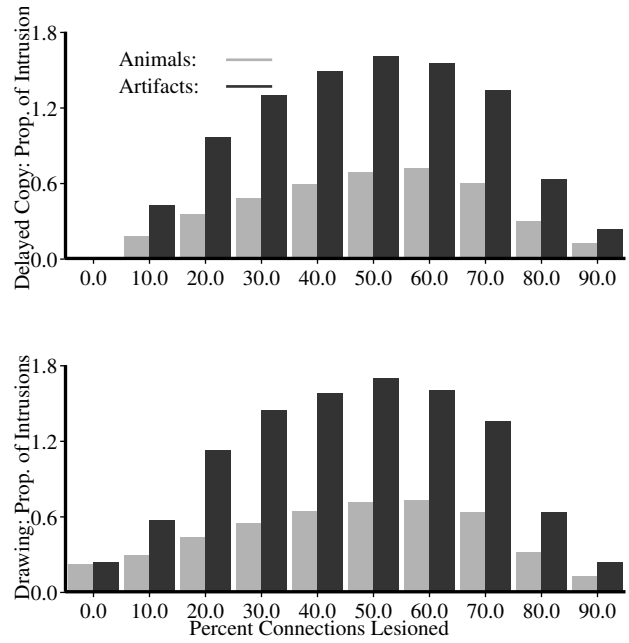 Delayed Copy: Prop. of Intrusion
1.8
1.2
0.6
0.0
Animals:
Artifacts:
0.0 10.0 20.0 30.0 40.0 50.0 60.0 70.0 80.0 90.0
Drawing: Prop. of Intrusions
1.8
1.2
0.6
0.0
0.0 10.0 20.0 30.0 40.0 50.0 60.0 70.0 80.0 90.0
Percent Connections Lesioned